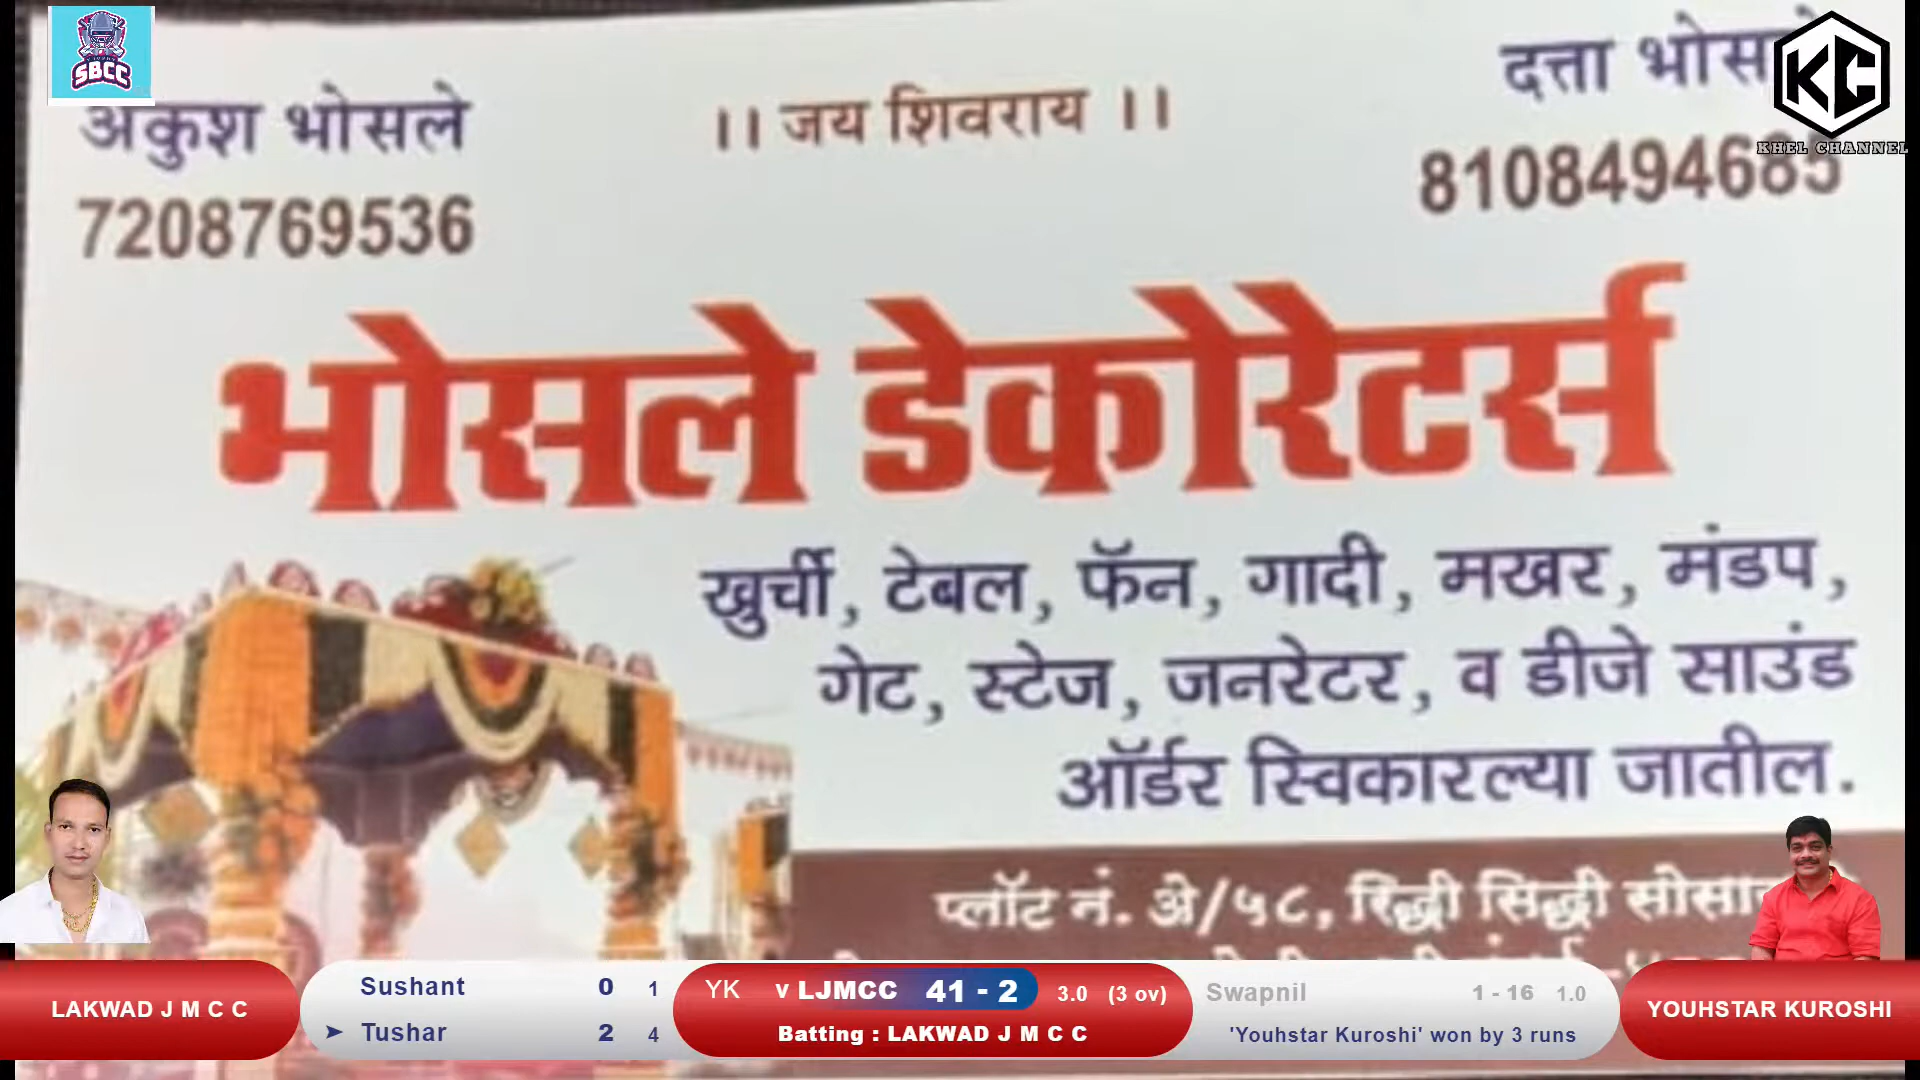 SBCC
KC
KHEL CHANNEL
अंकुश भोसले
7208769536
।। जय शिवराय ।।
दत्ता
8108494685
भोसले डेकोरेटर्स
खुर्ची, टेबल, फॅन, गादी, मखर, मंडप,
गेट, स्टेज, जनरेटर, व डीजे साउंड
ऑर्डर स्विकारल्या जातील.
प्लॉट नं. अे/५८, रिद्धी सिद्धी
LAKWAD J M C C
Sushant 0 1
➤ Tushar 2 4
YK v LJMCC 41 - 2 3.0 (3 ov)
Batting : LAKWAD J M C C
Swapnil 1 - 16 1.0
'Youhstar Kuroshi' won by 3 runs
YOUHSTAR KUROSHI